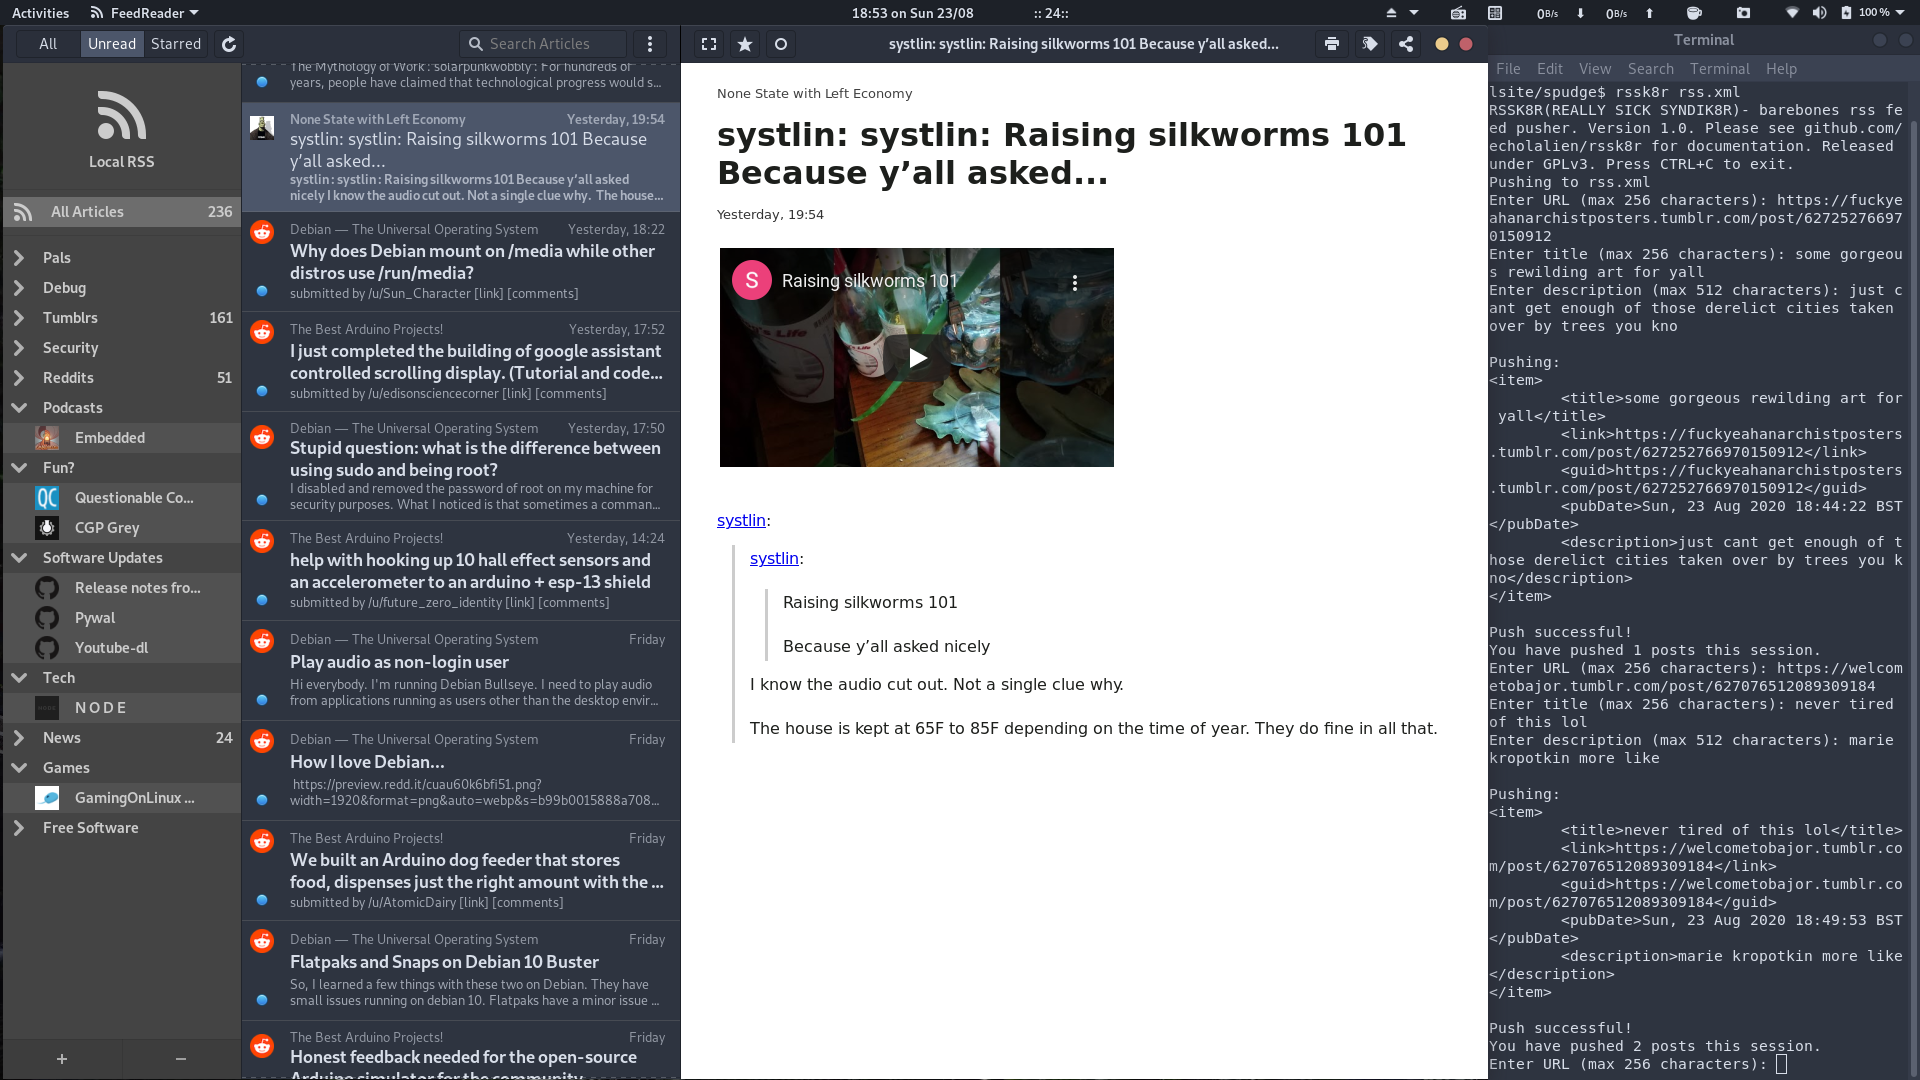 Activities
FeedReader
18:53 on Sun 23/08
:: 24::
0B/s
0B/s
100 %
All
Unread
Starred
Search Articles
systlin: systlin: Raising silkworms 101 Because y’all asked...
Terminal
File Edit View Search Terminal Help
Local RSS
All Articles 236
Pals
Debug
Tumblrs 161
Security
Reddits 51
Podcasts
Embedded
Fun?
QC Questionable Co...
CGP Grey
Software Updates
Release notes fro...
Pywal
Youtube-dl
Tech
N O D E
News 24
Games
GamingOnLinux ...
Free Software
+
−
The Mythology of Work : solarpunkwobbly : For hundreds of
years, people have claimed that technological progress would s...
None State with Left Economy Yesterday, 19:54
systlin: systlin: Raising silkworms 101 Because
y’all asked...
systlin : systlin : Raising silkworms 101 Because y’all asked
nicely I know the audio cut out. Not a single clue why. The house...
Debian — The Universal Operating System Yesterday, 18:22
Why does Debian mount on /media while other
distros use /run/media?
submitted by /u/Sun_Character [link] [comments]
The Best Arduino Projects! Yesterday, 17:52
I just completed the building of google assistant
controlled scrolling display. (Tutorial and code...
submitted by /u/edisonsciencecorner [link] [comments]
Debian — The Universal Operating System Yesterday, 17:50
Stupid question: what is the difference between
using sudo and being root?
I disabled and removed the password of root on my machine for
security purposes. What I noticed is that sometimes a comman...
The Best Arduino Projects! Yesterday, 14:24
help with hooking up 10 hall effect sensors and
an accelerometer to an arduino + esp-13 shield
submitted by /u/future_zero_identity [link] [comments]
Debian — The Universal Operating System Friday
Play audio as non-login user
Hi everybody. I'm running Debian Bullseye. I need to play audio
from applications running as users other than the desktop envir...
Debian — The Universal Operating System Friday
How I love Debian...
https://preview.redd.it/cuau60k6bfi51.png?
width=1920&format=png&auto=webp&s=b99b0015888a708...
The Best Arduino Projects! Friday
We built an Arduino dog feeder that stores
food, dispenses just the right amount with the ...
submitted by /u/AtomicDairy [link] [comments]
Debian — The Universal Operating System Friday
Flatpaks and Snaps on Debian 10 Buster
So, I learned a few things with these two on Debian. They have
small issues running on debian 10. Flatpaks have a minor issue ...
The Best Arduino Projects! Friday
Honest feedback needed for the open-source
Arduino simulator for the community
None State with Left Economy
systlin: systlin: Raising silkworms 101
Because y’all asked...
Yesterday, 19:54
S Raising silkworms 101
systlin:
systlin:
Raising silkworms 101
Because y’all asked nicely
I know the audio cut out. Not a single clue why.
The house is kept at 65F to 85F depending on the time of year. They do fine in all that.
lsite/spudge$ rssk8r rss.xml
RSSK8R(REALLY SICK SYNDIK8R)- barebones rss fe
ed pusher. Version 1.0. Please see github.com/
echolalien/rssk8r for documentation. Released
under GPLv3. Press CTRL+C to exit.
Pushing to rss.xml
Enter URL (max 256 characters): https://fuckye
ahanarchistposters.tumblr.com/post/62725276697
0150912
Enter title (max 256 characters): some gorgeou
s rewilding art for yall
Enter description (max 512 characters): just c
ant get enough of those derelict cities taken
over by trees you kno
Pushing:
<item>
<title>some gorgeous rewilding art for
yall</title>
<link>https://fuckyeahanarchistposters
.tumblr.com/post/627252766970150912</link>
<guid>https://fuckyeahanarchistposters
.tumblr.com/post/627252766970150912</guid>
<pubDate>Sun, 23 Aug 2020 18:44:22 BST
</pubDate>
<description>just cant get enough of t
hose derelict cities taken over by trees you k
no</description>
</item>
Push successful!
You have pushed 1 posts this session.
Enter URL (max 256 characters): https://welcom
etobajor.tumblr.com/post/627076512089309184
Enter title (max 256 characters): never tired
of this lol
Enter description (max 512 characters): marie
kropotkin more like
Pushing:
<item>
<title>never tired of this lol</title>
<link>https://welcometobajor.tumblr.co
m/post/627076512089309184</link>
<guid>https://welcometobajor.tumblr.co
m/post/627076512089309184</guid>
<pubDate>Sun, 23 Aug 2020 18:49:53 BST
</pubDate>
<description>marie kropotkin more like
</description>
</item>
Push successful!
You have pushed 2 posts this session.
Enter URL (max 256 characters):